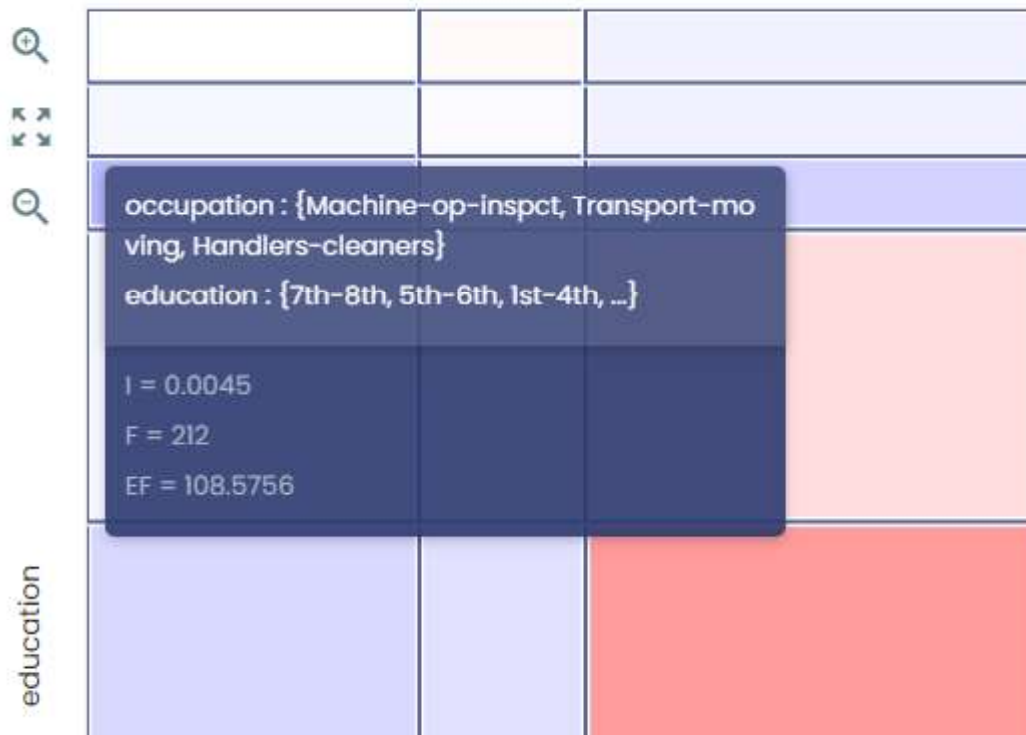 occupation : {Machine-op-inspct, Transport-mo
ving, Handlers-cleaners}
education : {7th-8th, 5th-6th, 1st-4th, ...}
I = 0.0045
F = 212
EF = 108.5756
education